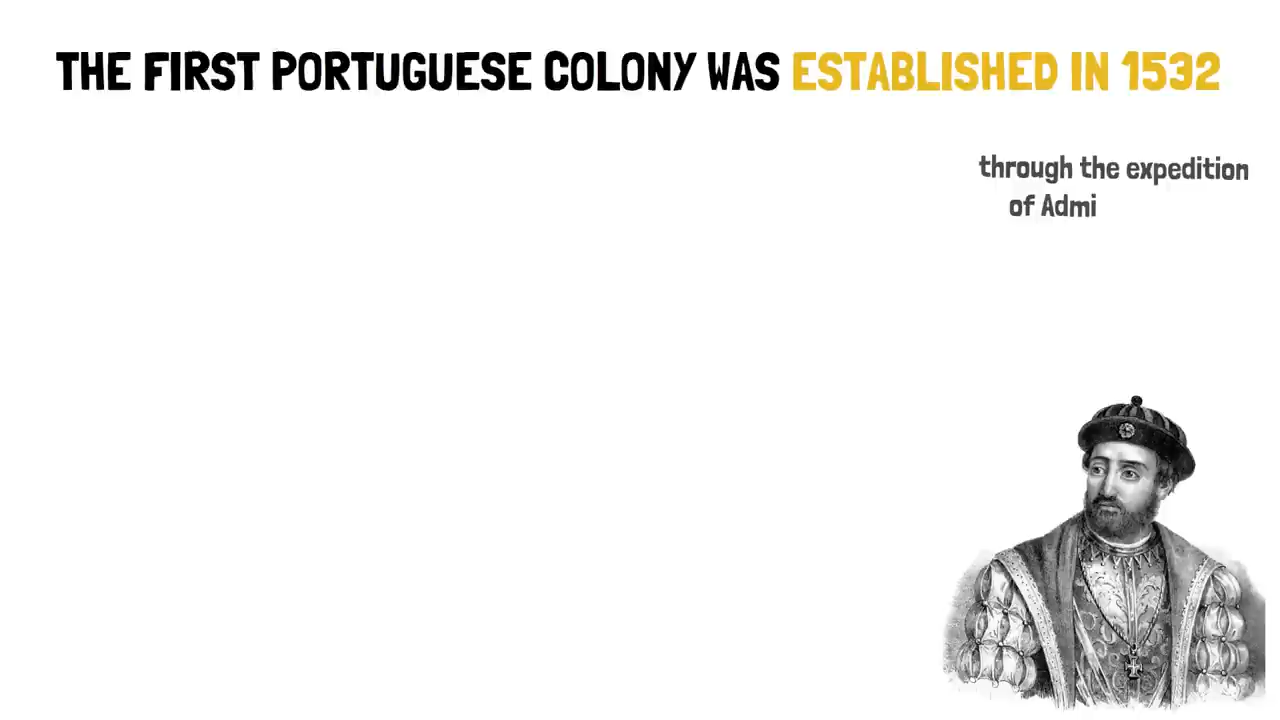 THE FIRST PORTUGUESE COLONY WAS ESTABLISHED IN 1532
through the expedition
of Admi